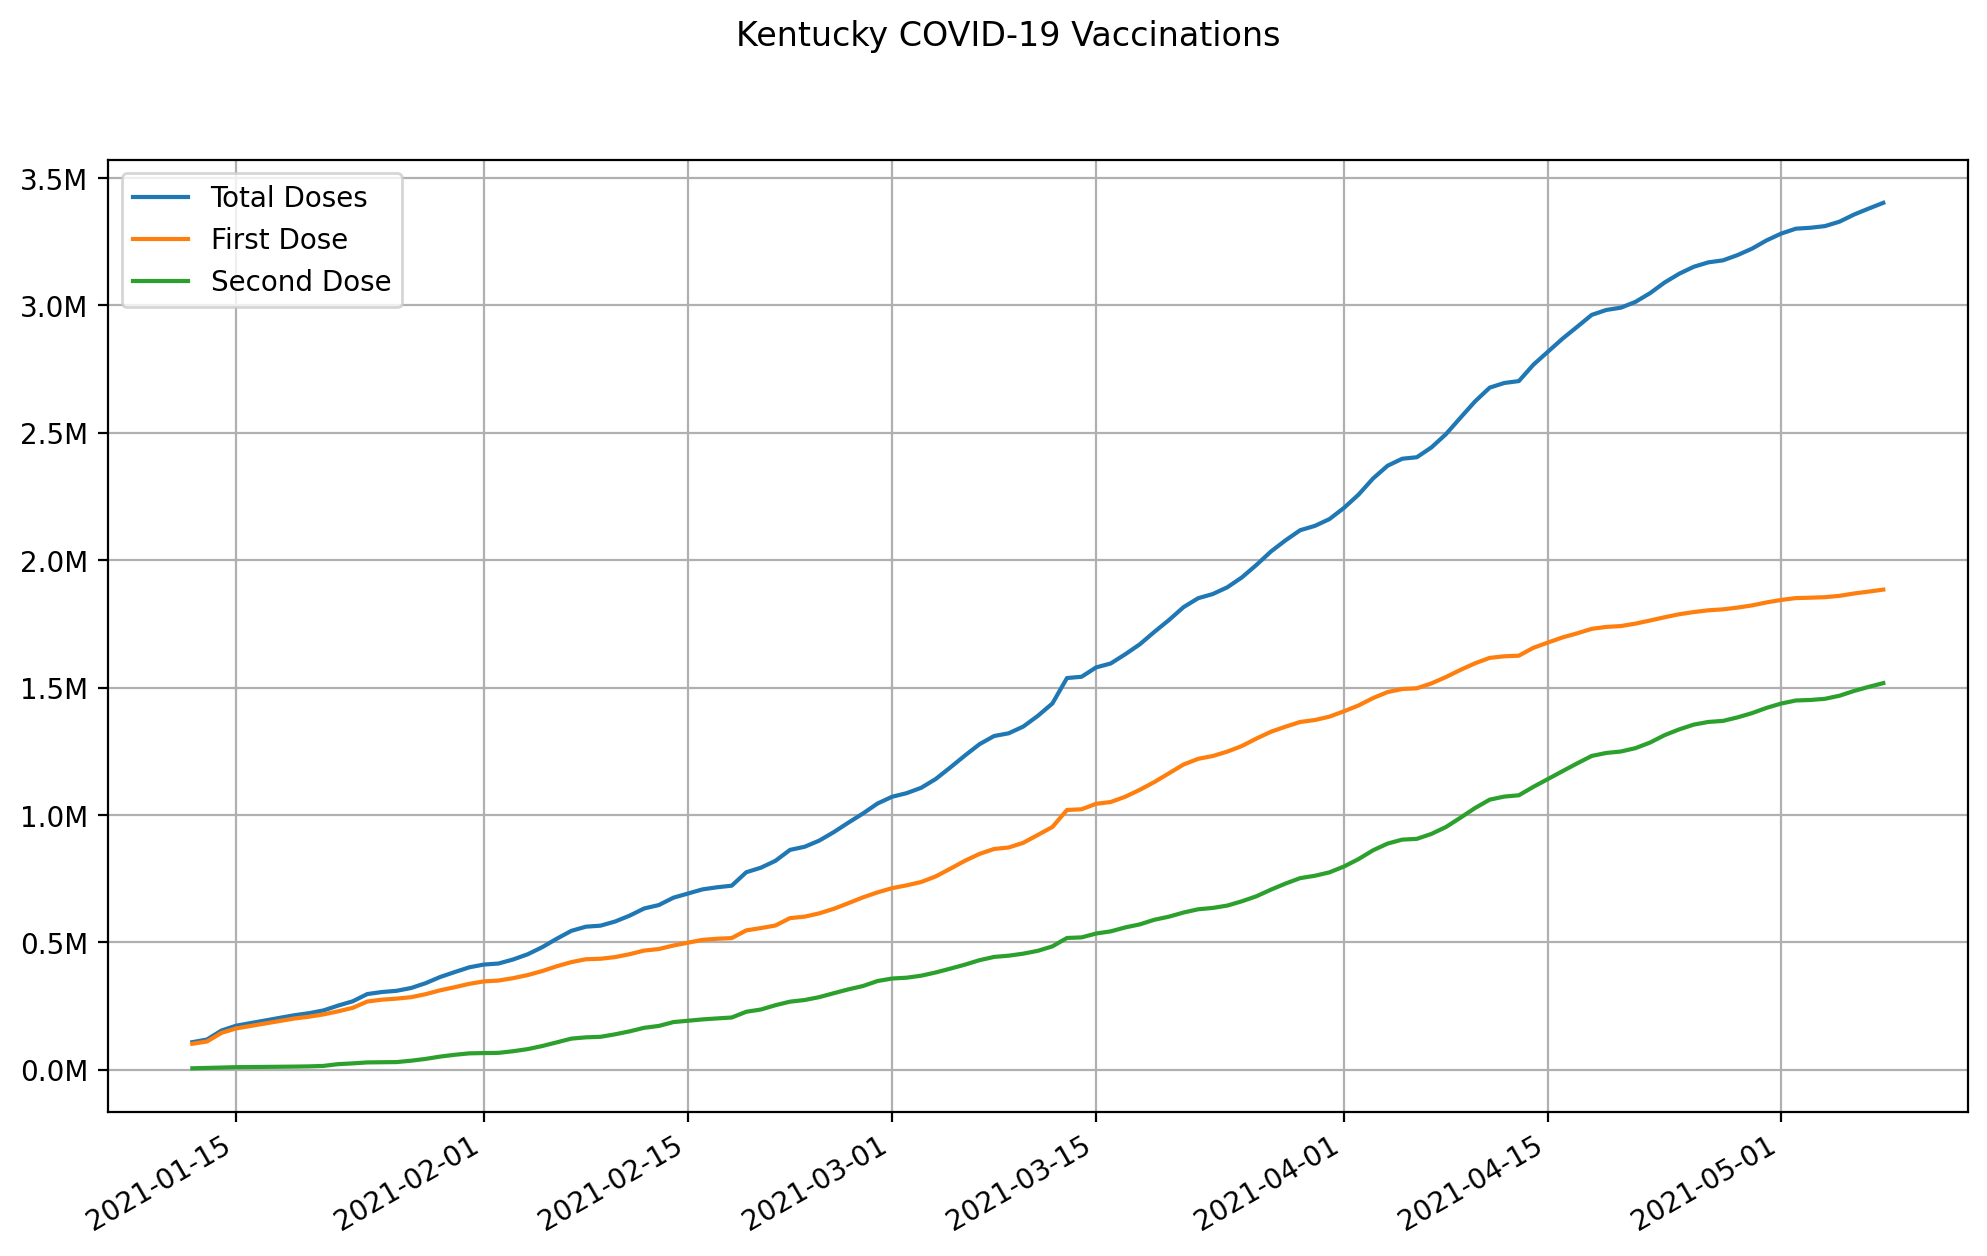 Kentucky COVID-19 Vaccinations
3.5M
3.0M
2.5M
2.0M
1.5M
1.0M
0.5M
0.0M
Total Doses
First Dose
Second Dose
2021-01-15
2021-02-01
2021-02-15
2021-03-01
2021-03-15
2021-04-01
2021-04-15
2021-05-01